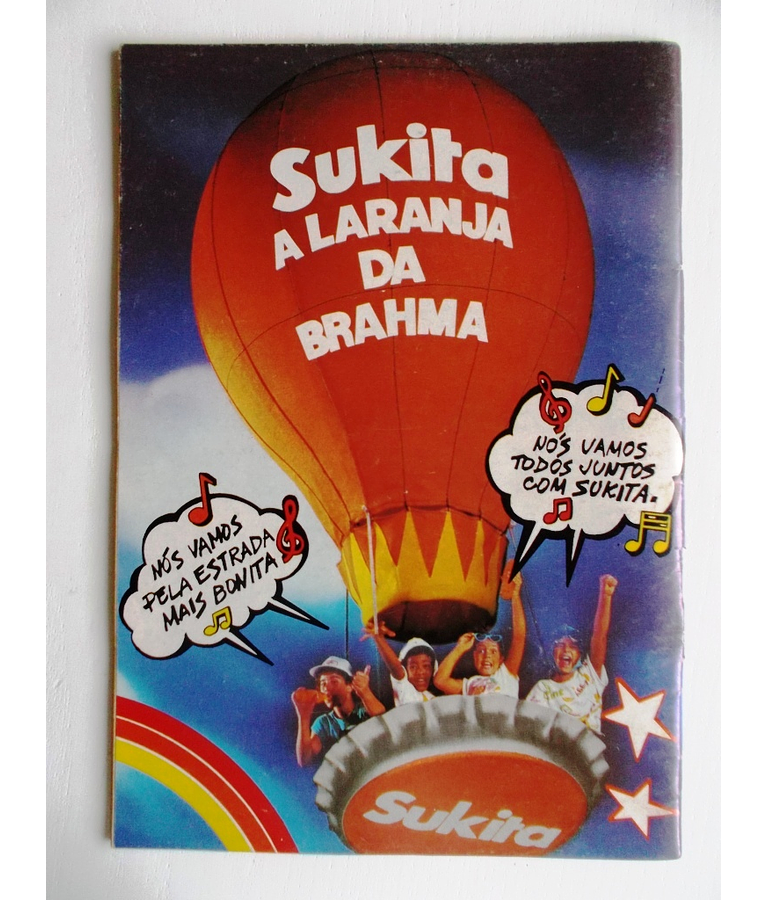 Sukita
A LARANJA
DA
BRAHMA
NÓS VAMOS
TODOS JUNTOS
COM SUKITA.
NÓS VAMOS
PELA ESTRADA
MAIS BONITA
Sukita